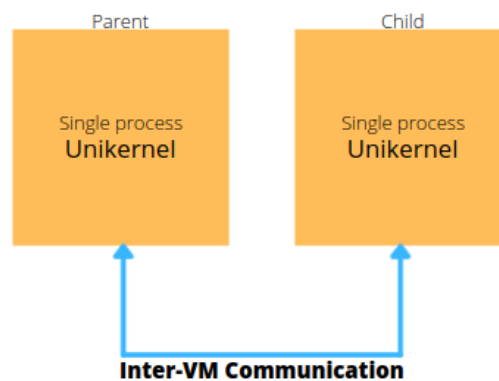 Parent
Child
Single process
Unikernel
Single process
Unikernel
Inter-VM Communication